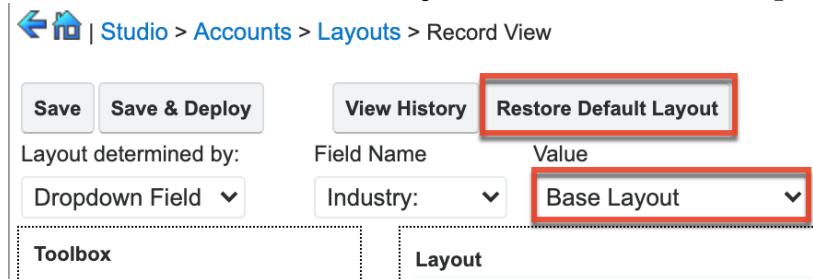 | Studio > Accounts > Layouts > Record View
Save Save & Deploy View History Restore Default Layout
Layout determined by: Field Name Value
Dropdown Field Industry: Base Layout
Toolbox Layout